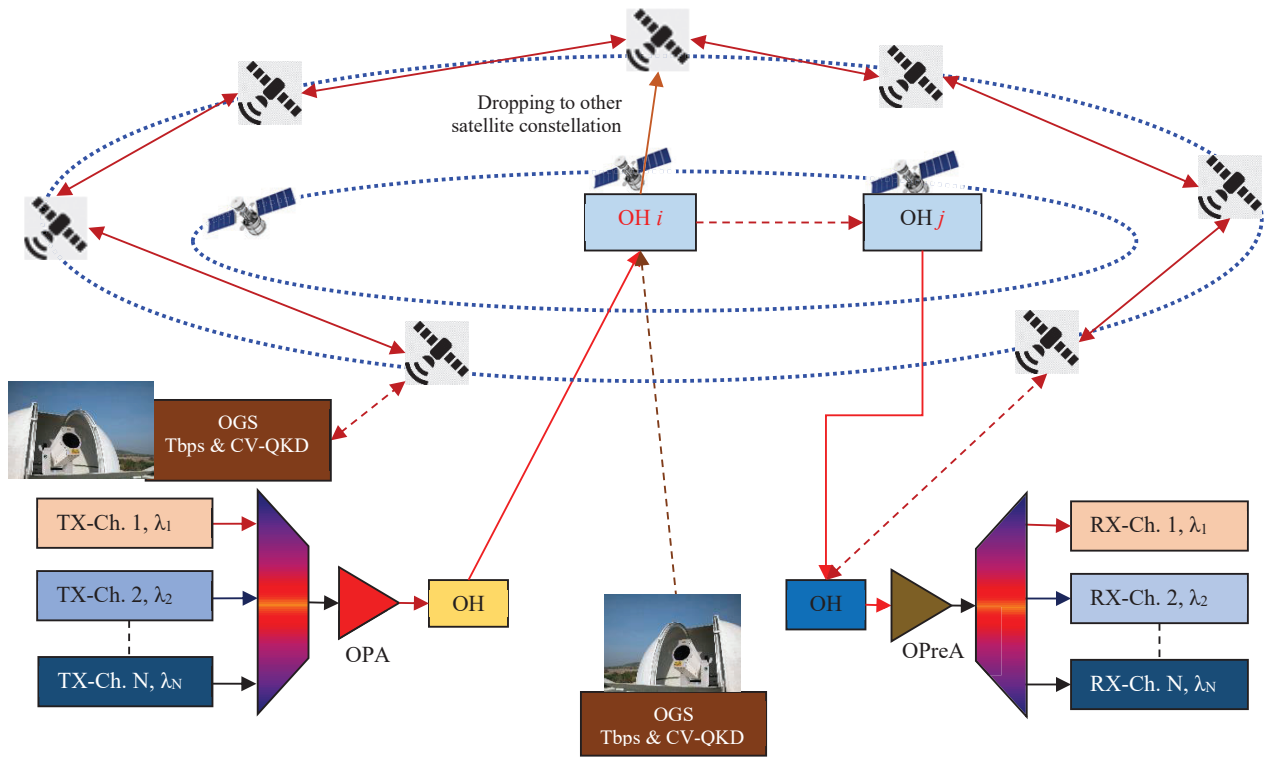 Dropping to other
satellite constellation
OH i
OH j
OGS
Tbps & CV-QKD
TX-Ch. 1, λ1
TX-Ch. 2, λ2
TX-Ch. N, λN
OPA
OH
OGS
Tbps & CV-QKD
OH
OPreA
RX-Ch. 1, λ1
RX-Ch. 2, λ2
RX-Ch. N, λN